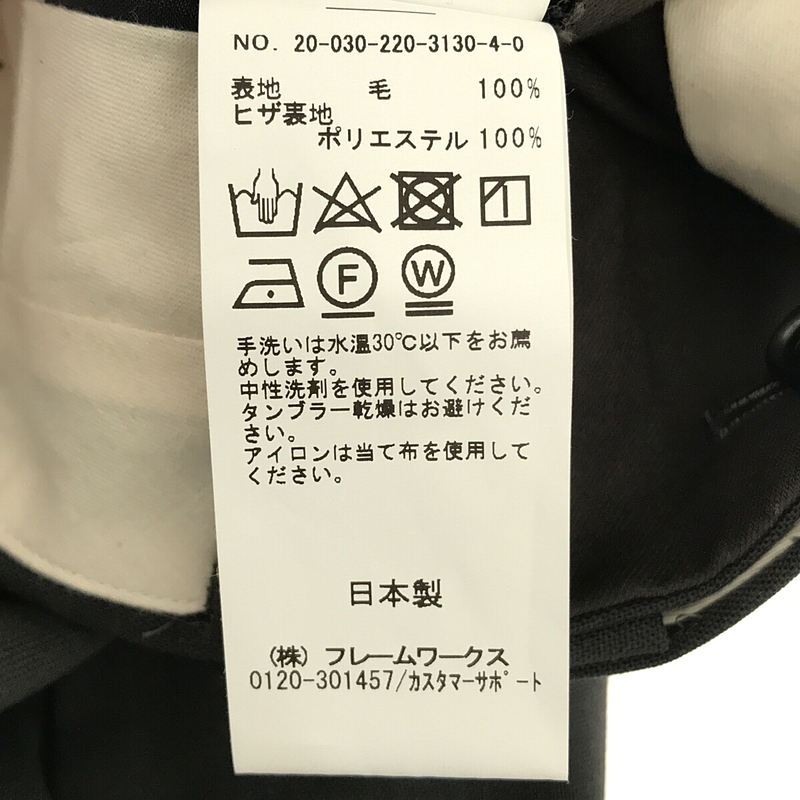 NO. 20-030-220-3130-4-0
表地 毛 100%
ヒザ裏地
ポリエステル 100%
F W
手洗いは水温30℃以下をお薦
めします。
中性洗剤を使用してください。
タンブラー乾燥はお避けくだ
さい。
アイロンは当て布を使用して
ください。
日本製
(株) フレームワークス
0120-301457/カスタマーサポート